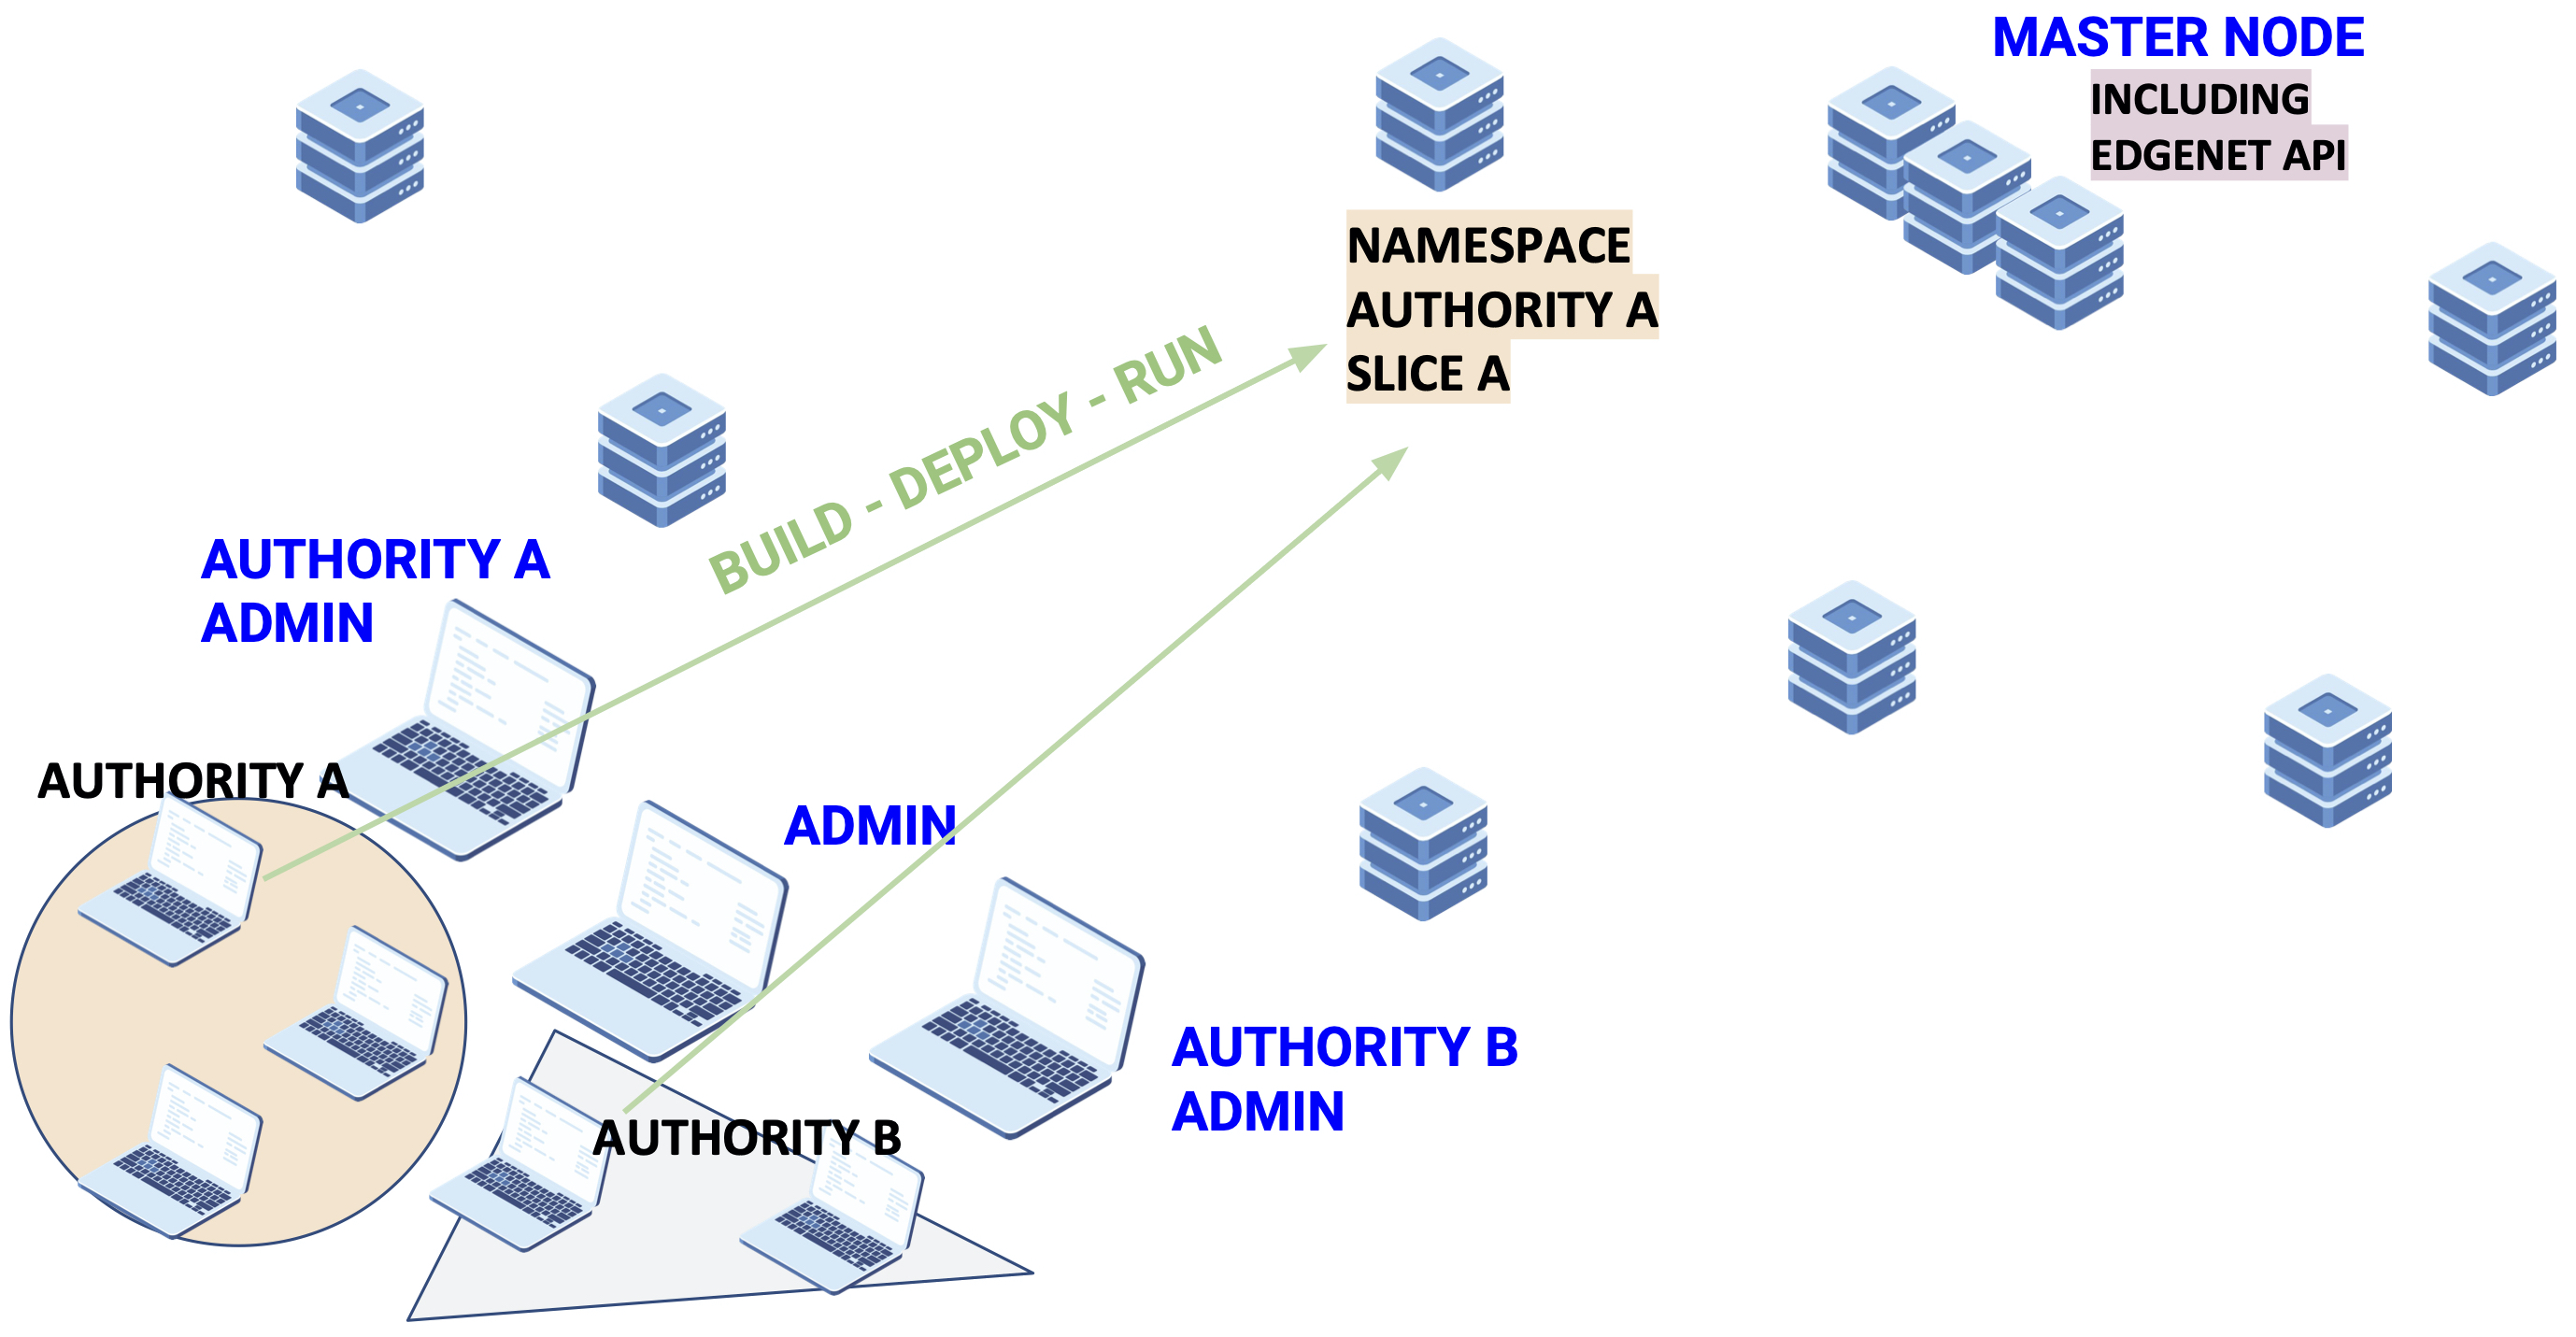 MASTER NODE
INCLUDING
EDGENET API
NAMESPACE
AUTHORITY A
SLICE A
BUILD - DEPLOY - RUN
AUTHORITY A
ADMIN
AUTHORITY A
ADMIN
AUTHORITY B
ADMIN
AUTHORITY B